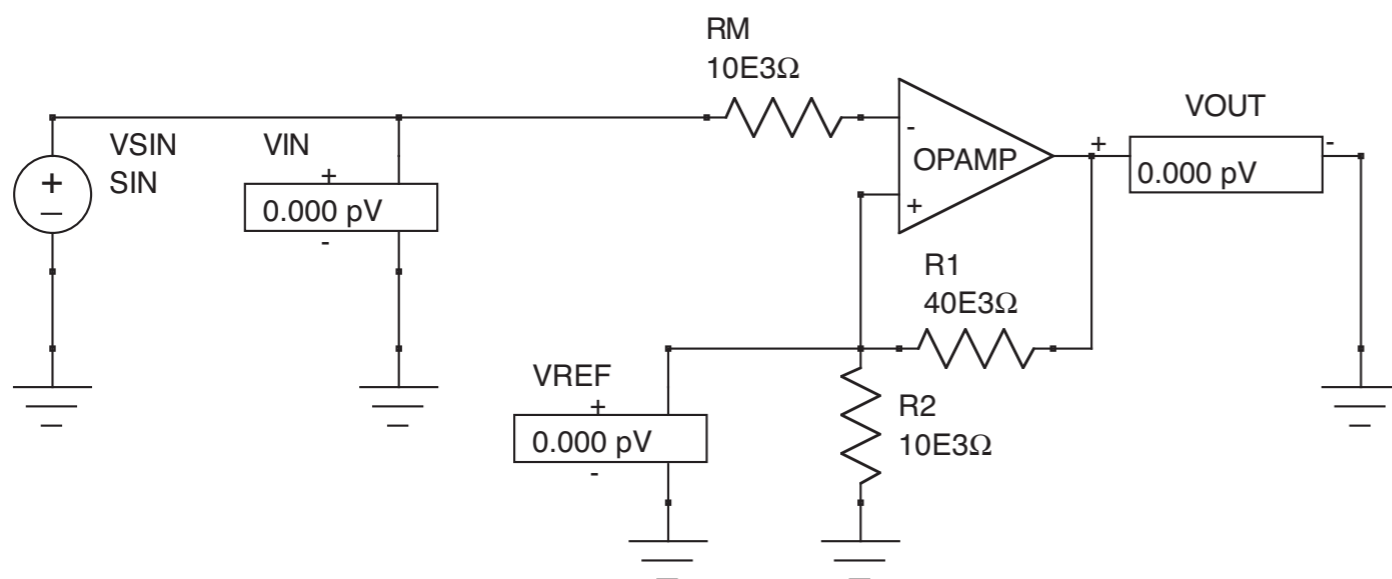 RM
10E3Ω
VSIN
SIN
+
–
VIN
+
0.000 pV
-
-
OPAMP
+
VOUT
+
0.000 pV
-
R1
40E3Ω
VREF
+
0.000 pV
-
R2
10E3Ω